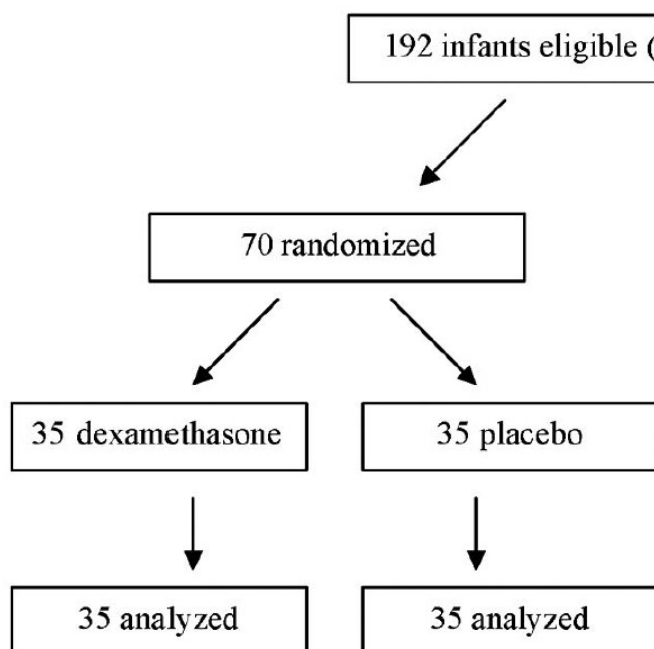 192 infants eligible (
70 randomized
35 dexamethasone
35 placebo
35 analyzed
35 analyzed